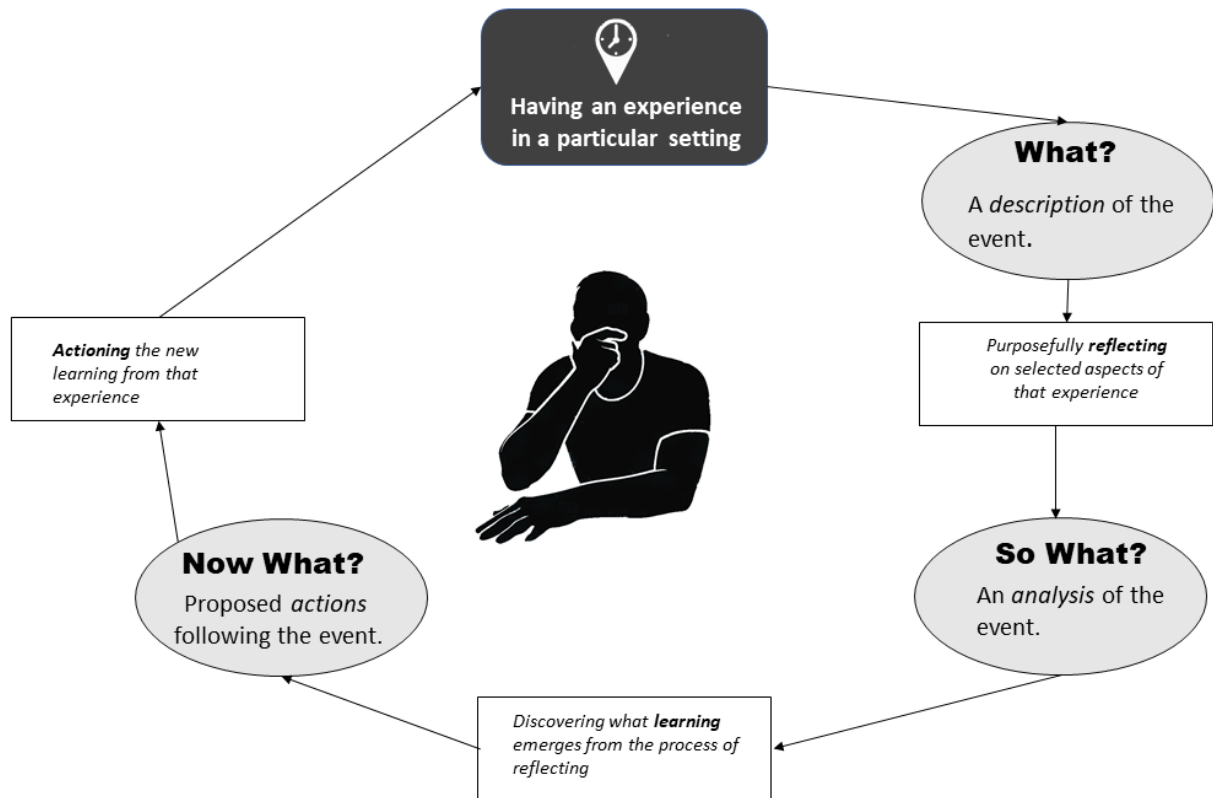 Having an experience
in a particular setting
What?
A description of the
event.
Purposefully reflecting
on selected aspects of
that experience
So What?
An analysis of the
event.
Discovering what learning
emerges from the process of
reflecting
Now What?
Proposed actions
following the event.
Actioning the new
learning from that
experience